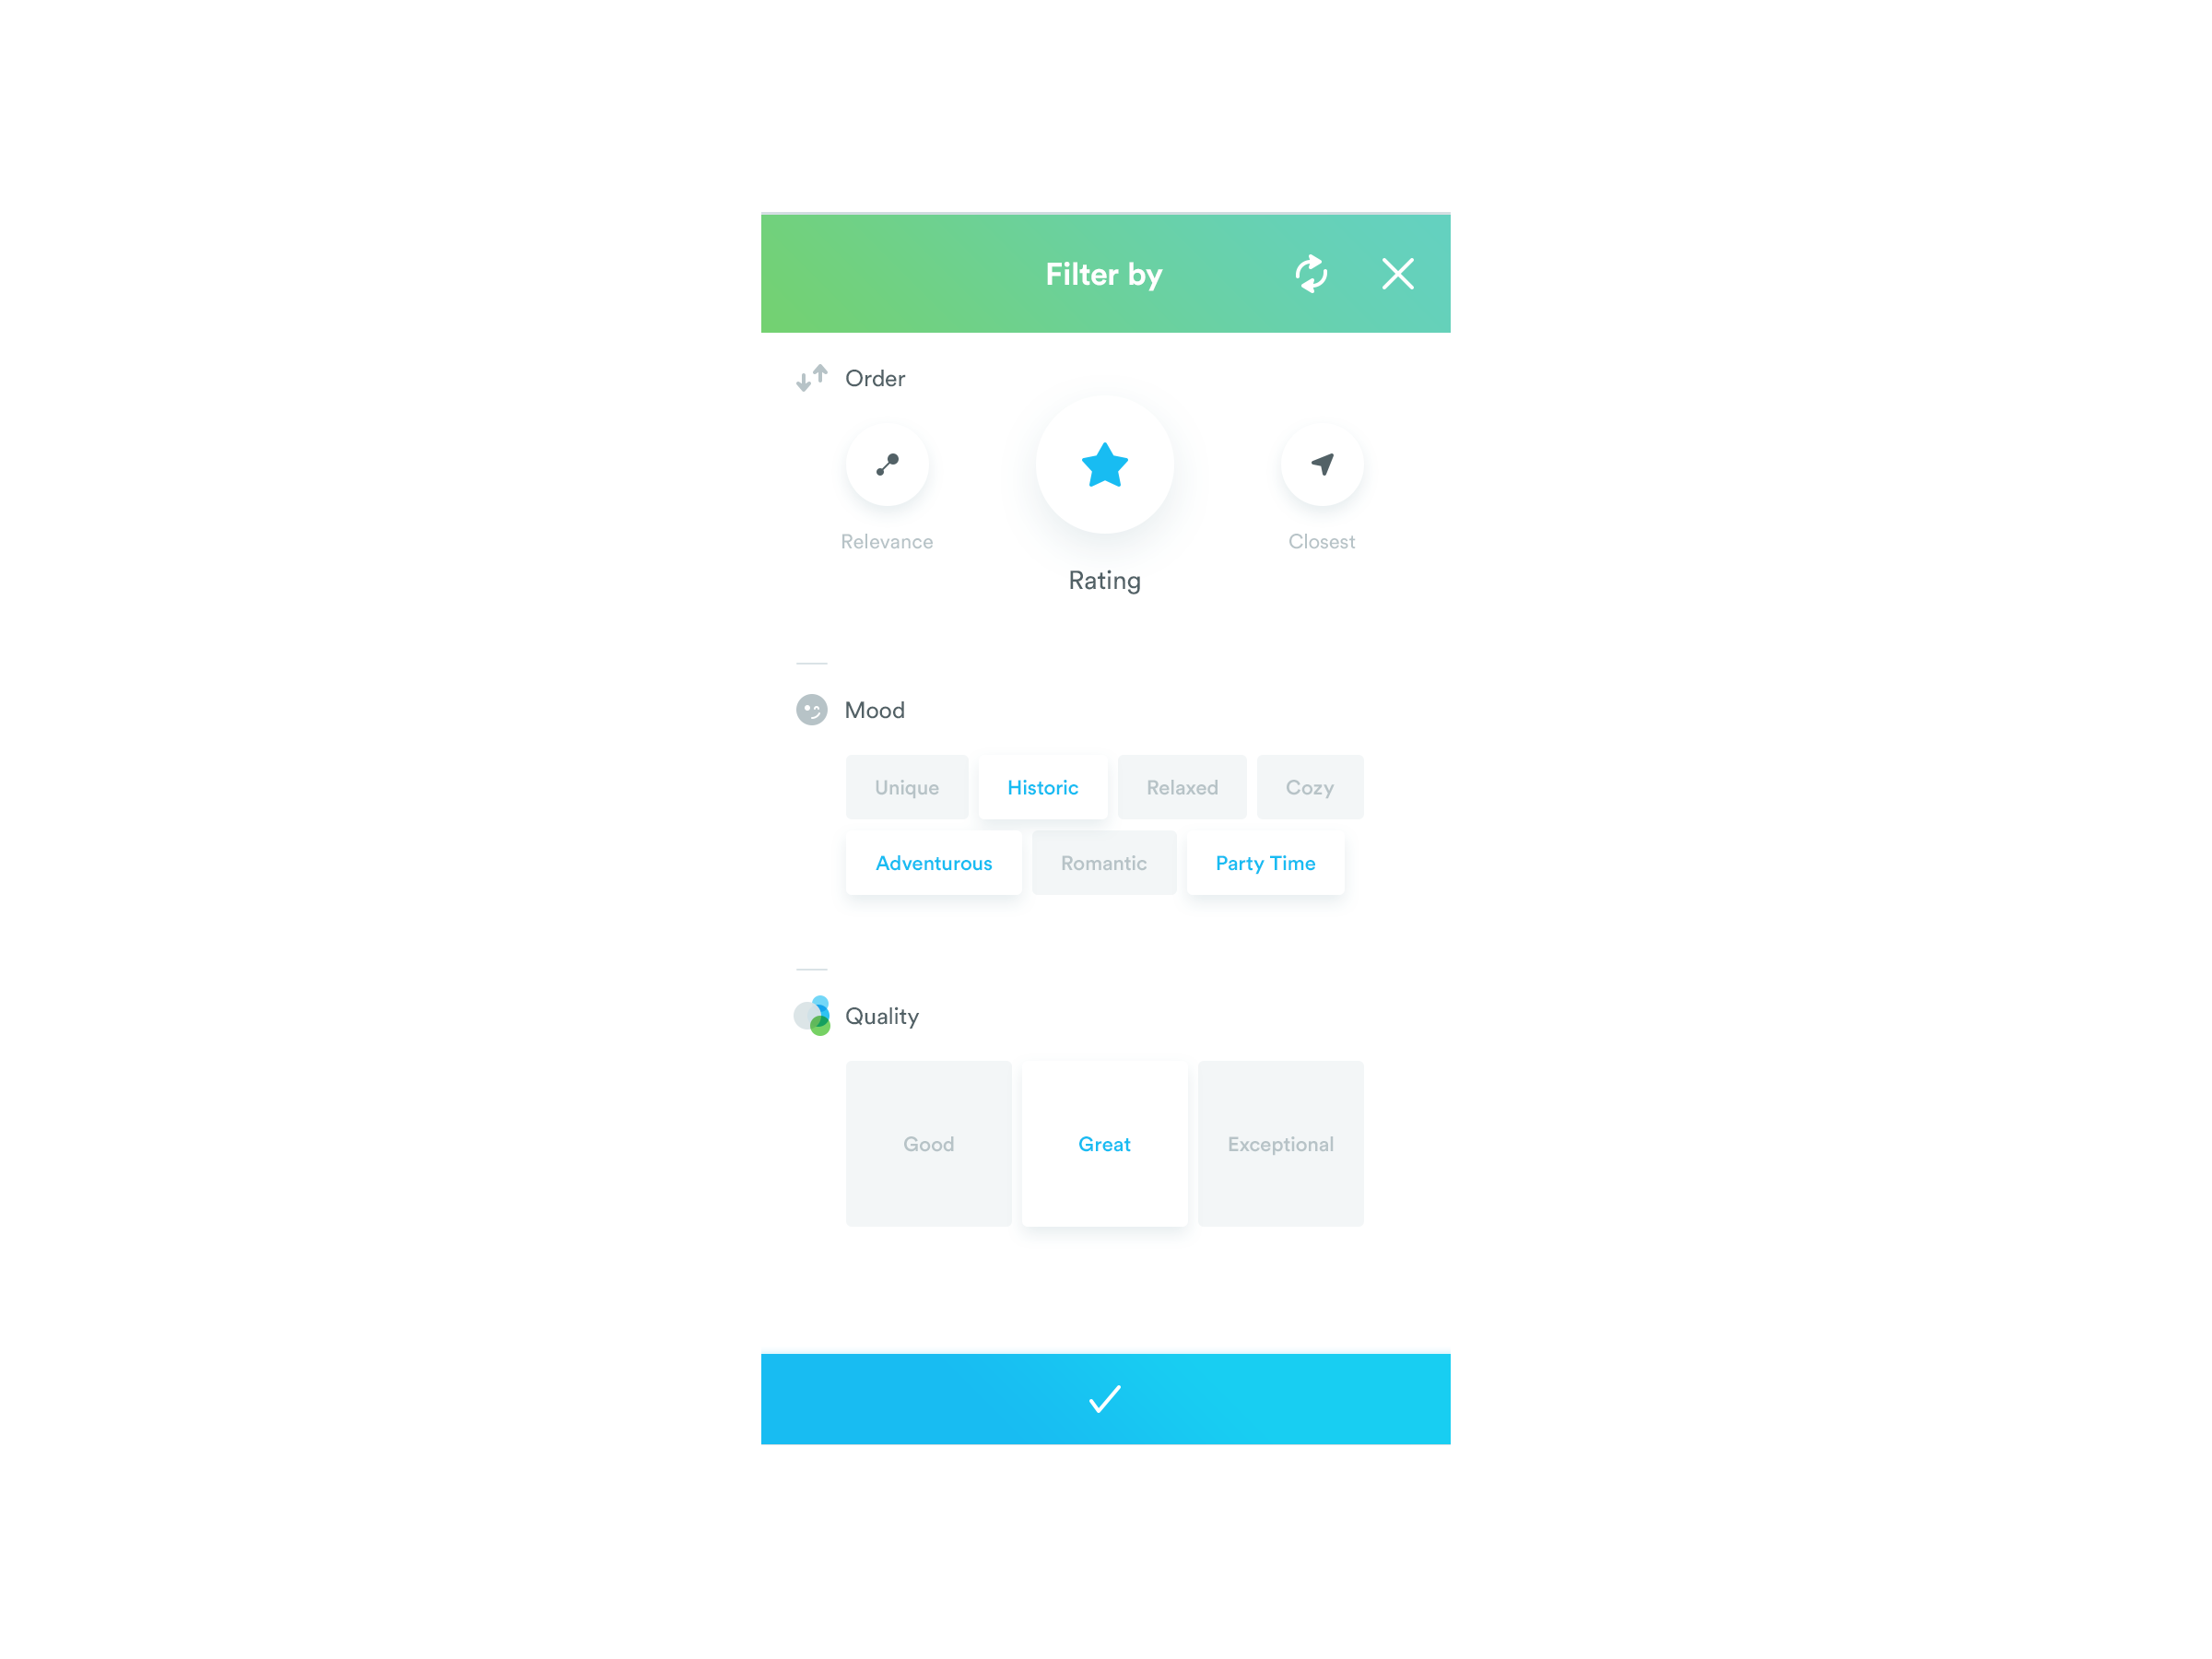 Filter by
Order
Relevance
Rating
Closest
Mood
Unique Historic Relaxed Cozy
Adventurous Romantic Party Time
Quality
Good Great Exceptional